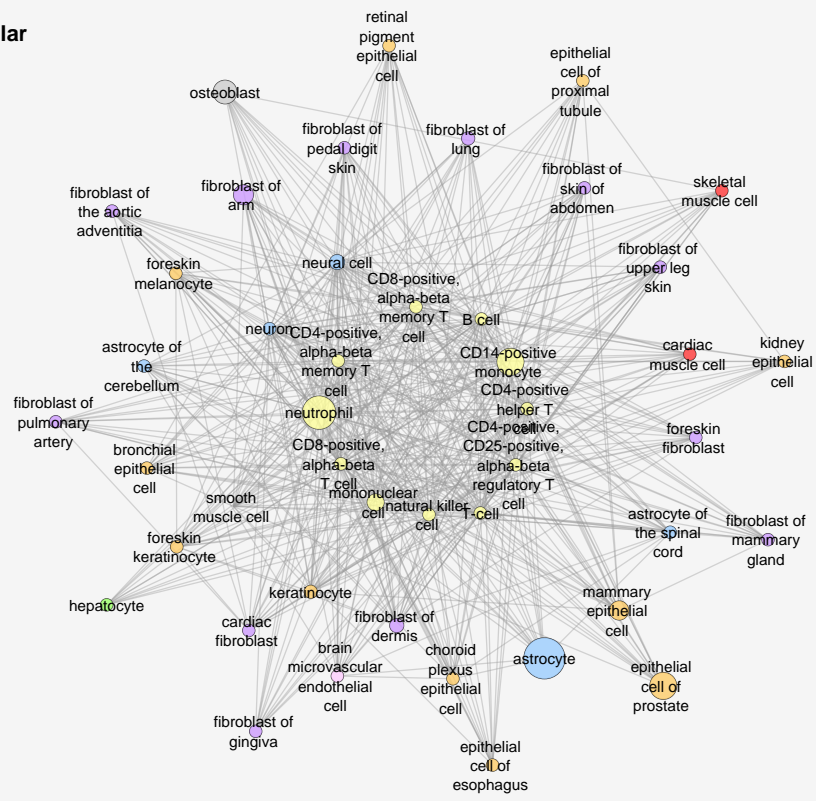 lar
retinal
pigment
epithelial
cell
epithelial
cell of
proximal
tubule
osteoblast
fibroblast of
pedal digit
skin
fibroblast of
lung
fibroblast of
skin of
abdomen
skeletal
muscle cell
fibroblast of
arm
fibroblast of
the aortic
adventitia
foreskin
melanocyte
neural cell
fibroblast of
upper leg
skin
CD8-positive,
alpha-beta
memory T
cell
B cell
neuron
CD4-positive,
alpha-beta
memory T
cell
CD14-positive
monocyte
cardiac
muscle cell
kidney
epithelial
cell
astrocyte of
the
cerebellum
CD4-positive
helper T
cell
neutrophil
fibroblast of
pulmonary
artery
CD4-positive,
CD25-positive,
alpha-beta
regulatory T
cell
foreskin
fibroblast
bronchial
epithelial
cell
CD8-positive,
alpha-beta
T cell
smooth
muscle cell
mononuclear
cell
natural killer
cell
T-cell
astrocyte of
the spinal
cord
fibroblast of
mammary
gland
foreskin
keratinocyte
hepatocyte
keratinocyte
mammary
epithelial
cell
cardiac
fibroblast
fibroblast of
dermis
brain
microvascular
endothelial
cell
choroid
plexus
epithelial
cell
astrocyte
epithelial
cell of
prostate
fibroblast of
gingiva
epithelial
cell of
esophagus